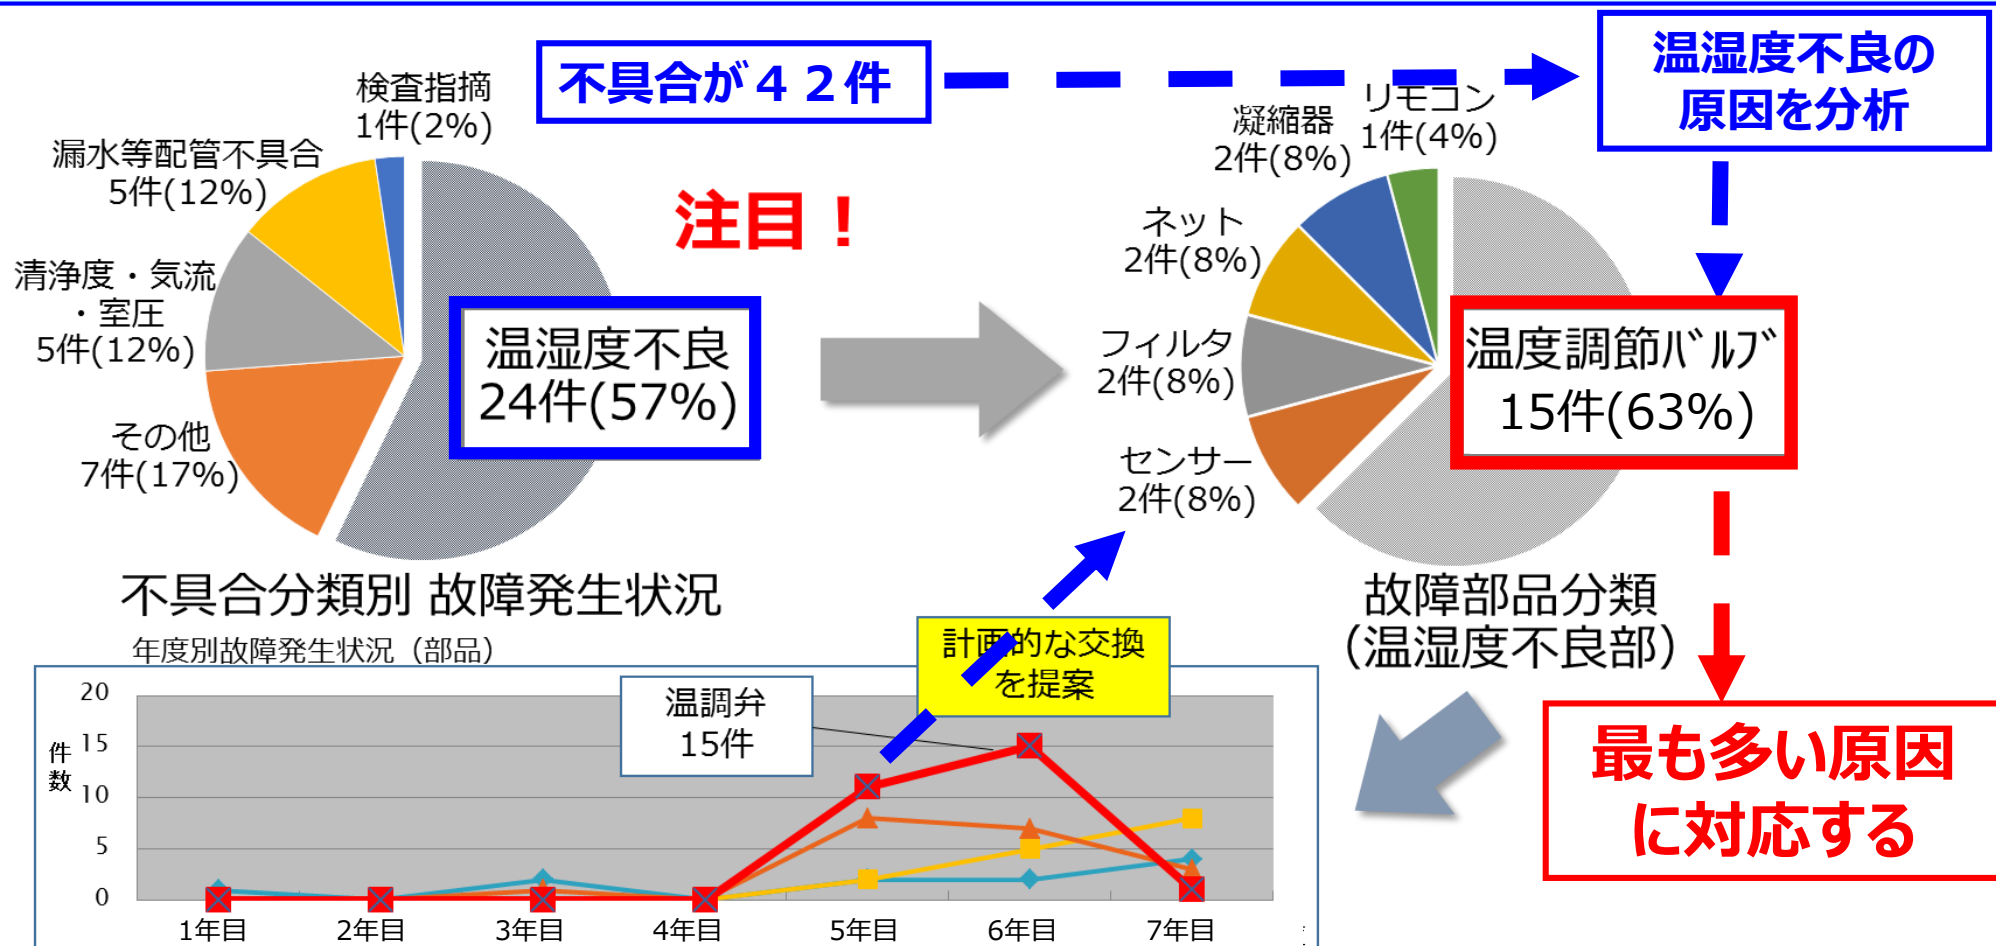 不具合が４２件
温湿度不良の
原因を分析
検査指摘
1件(2%)
漏水等配管不具合
5件(12%)
清浄度・気流
・室圧
5件(12%)
その他
7件(17%)
温湿度不良
24件(57%)
不具合分類別 故障発生状況
注目！
リモコン
1件(4%)
凝縮器
2件(8%)
ネット
2件(8%)
フィルタ
2件(8%)
センサー
2件(8%)
温度調節ﾊﾞﾙﾌﾞ
15件(63%)
故障部品分類
（温湿度不良部）
最も多い原因
に対応する
年度別故障発生状況（部品）
計画的な交換
を提案
温調弁
15件
件
数
20
15
10
5
0
1年目
2年目
3年目
4年目
5年目
6年目
7年目